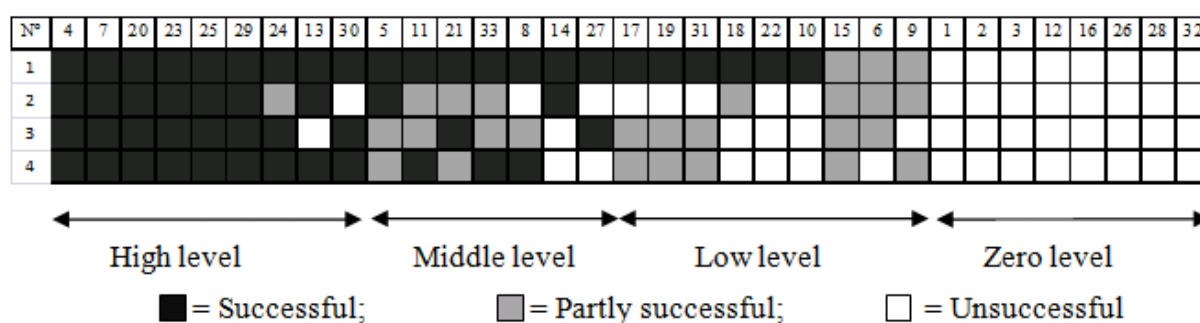 N° 4 7 20 23 25 29 24 13 30 5 11 21 33 8 14 27 17 19 31 18 22 10 15 6 9 1 2 3 12 16 26 28 32
1
2
3
4
High level Middle level Low level Zero level
= Successful; = Partly successful; = Unsuccessful